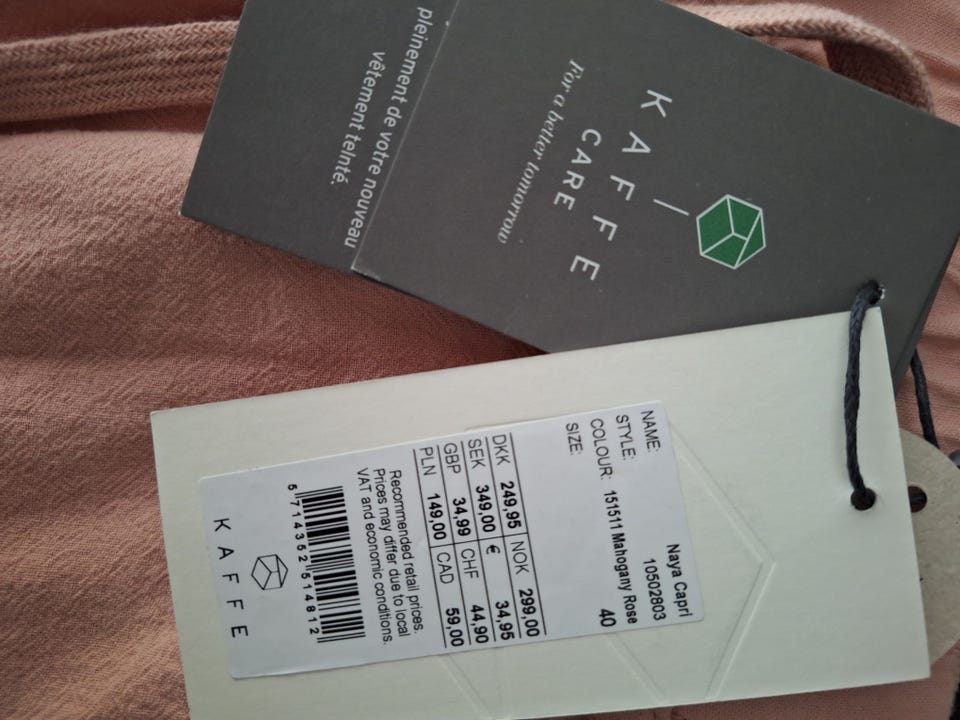 pleinement de votre nouveau
vêtement teinté.
KAFFE
CARE
For a better tomorrow
NAME: Naya Capri
STYLE: 10502803
COLOUR: 151511 Mahogany Rose
SIZE: 40
DKK 249,95 NOK 299,00
SEK 349,00 € 34,95
GBP 34,99 CHF 44,90
PLN 149,00 CAD 59,00
Recommended retail prices.
Prices may differ due to local
VAT and economic conditions.
5 714362 514812
KAFFE